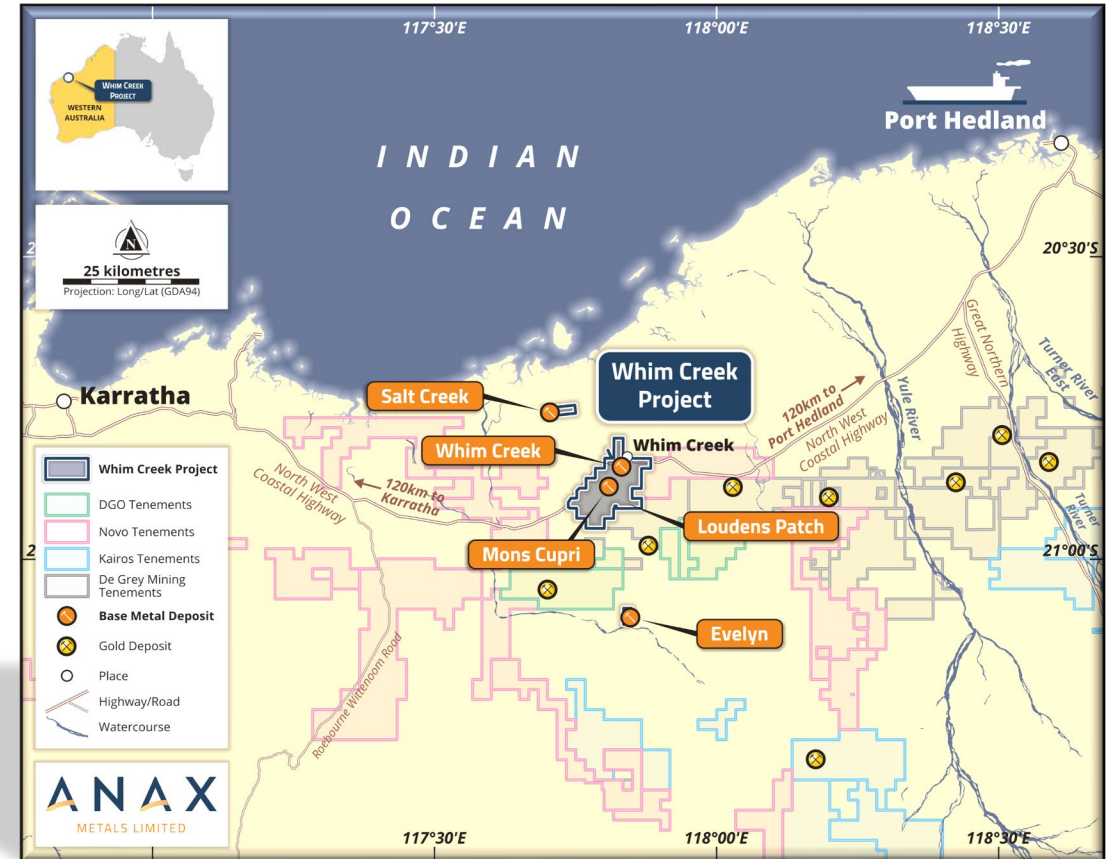 117°30'E
118°00'E
118°30'E
WHIM CREEK
PROJECT
WESTERN
AUSTRALIA
Port Hedland
INDIAN
OCEAN
N
25 kilometres
Projection: Long/Lat (GDA94)
2
20°30'S
Great Northern
Highway
Turner River
East
Whim Creek
Project
Karratha
Salt Creek
120km to
Port Hedland
North West
Coastal Highway
Yule River
Whim Creek
Whim Creek
North West
Coastal Highway
120km to
Karratha
Loudens Patch
Turner
River
Mons Cupri
2
21°00'S
Evelyn
Roebourne Wittenoom Road
Whim Creek Project
DGO Tenements
Novo Tenements
Kairos Tenements
De Grey Mining
Tenements
Base Metal Deposit
Gold Deposit
Place
Highway/Road
Watercourse
ANAX
METALS LIMITED
117°30'E
118°00'E
118°30'E